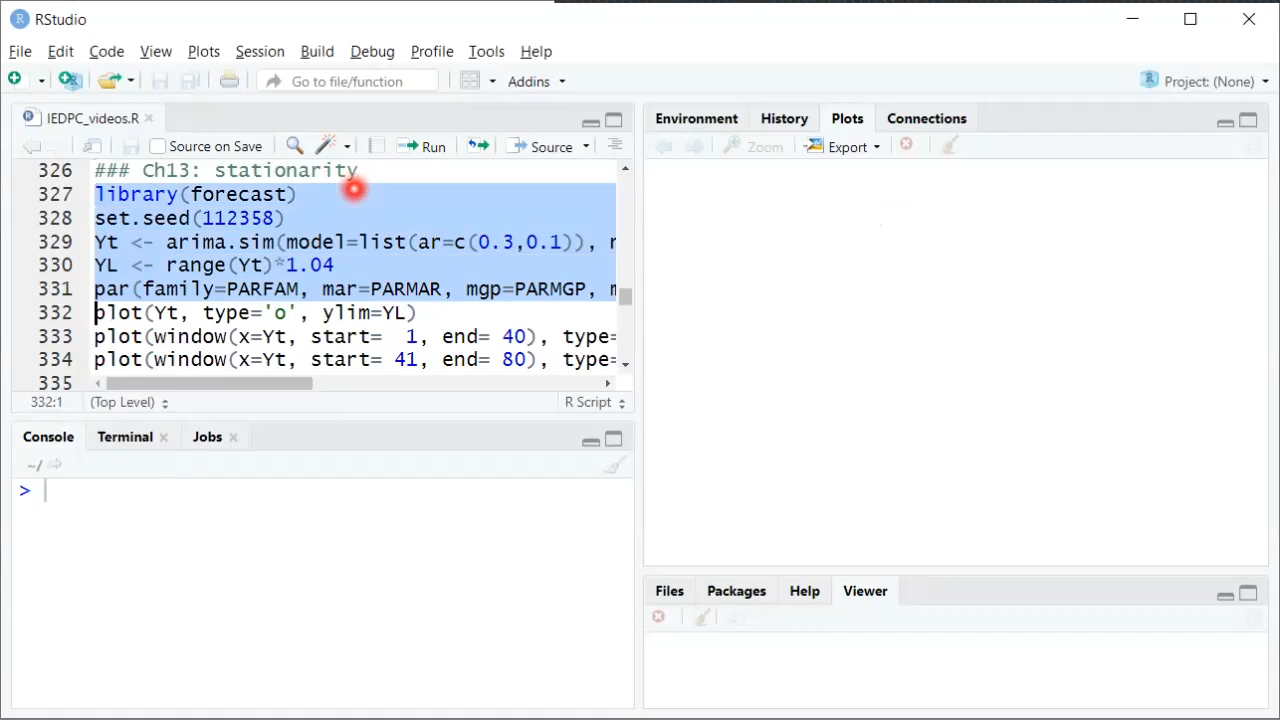 RStudio
File Edit Code View Plots Session Build Debug Profile Tools Help
Go to file/function Addins Project: (None)
IEDPC_videos.R
Source on Save Run Source
326 ### Ch13: stationarity
327 library(forecast)
328 set.seed(112358)
329 Yt <- arima.sim(model=list(ar=c(0.3,0.1)),
330 YL <- range(Yt)*1.04
331 par(family=PARFAM, mar=PARMAR, mgp=PARMGP,
332 plot(Yt, type='o', ylim=YL)
333 plot(window(x=Yt, start=  1, end= 40), type=
334 plot(window(x=Yt, start= 41, end= 80), type=
335
332:1 (Top Level) R Script
Console Terminal Jobs
~/
>
Environment History Plots Connections
Zoom Export
Files Packages Help Viewer